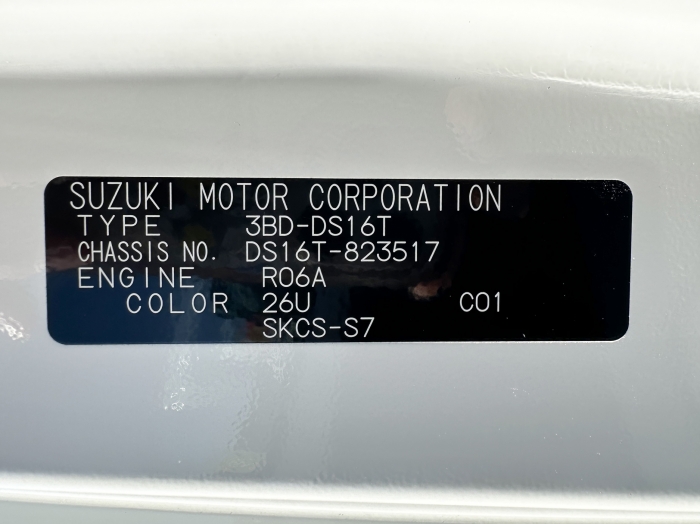 SUZUKI MOTOR CORPORATION
TYPE 3BD-DS16T
CHASSIS NO. DS16T-823517
ENGINE R06A
COLOR 26U C01
SKCS-S7